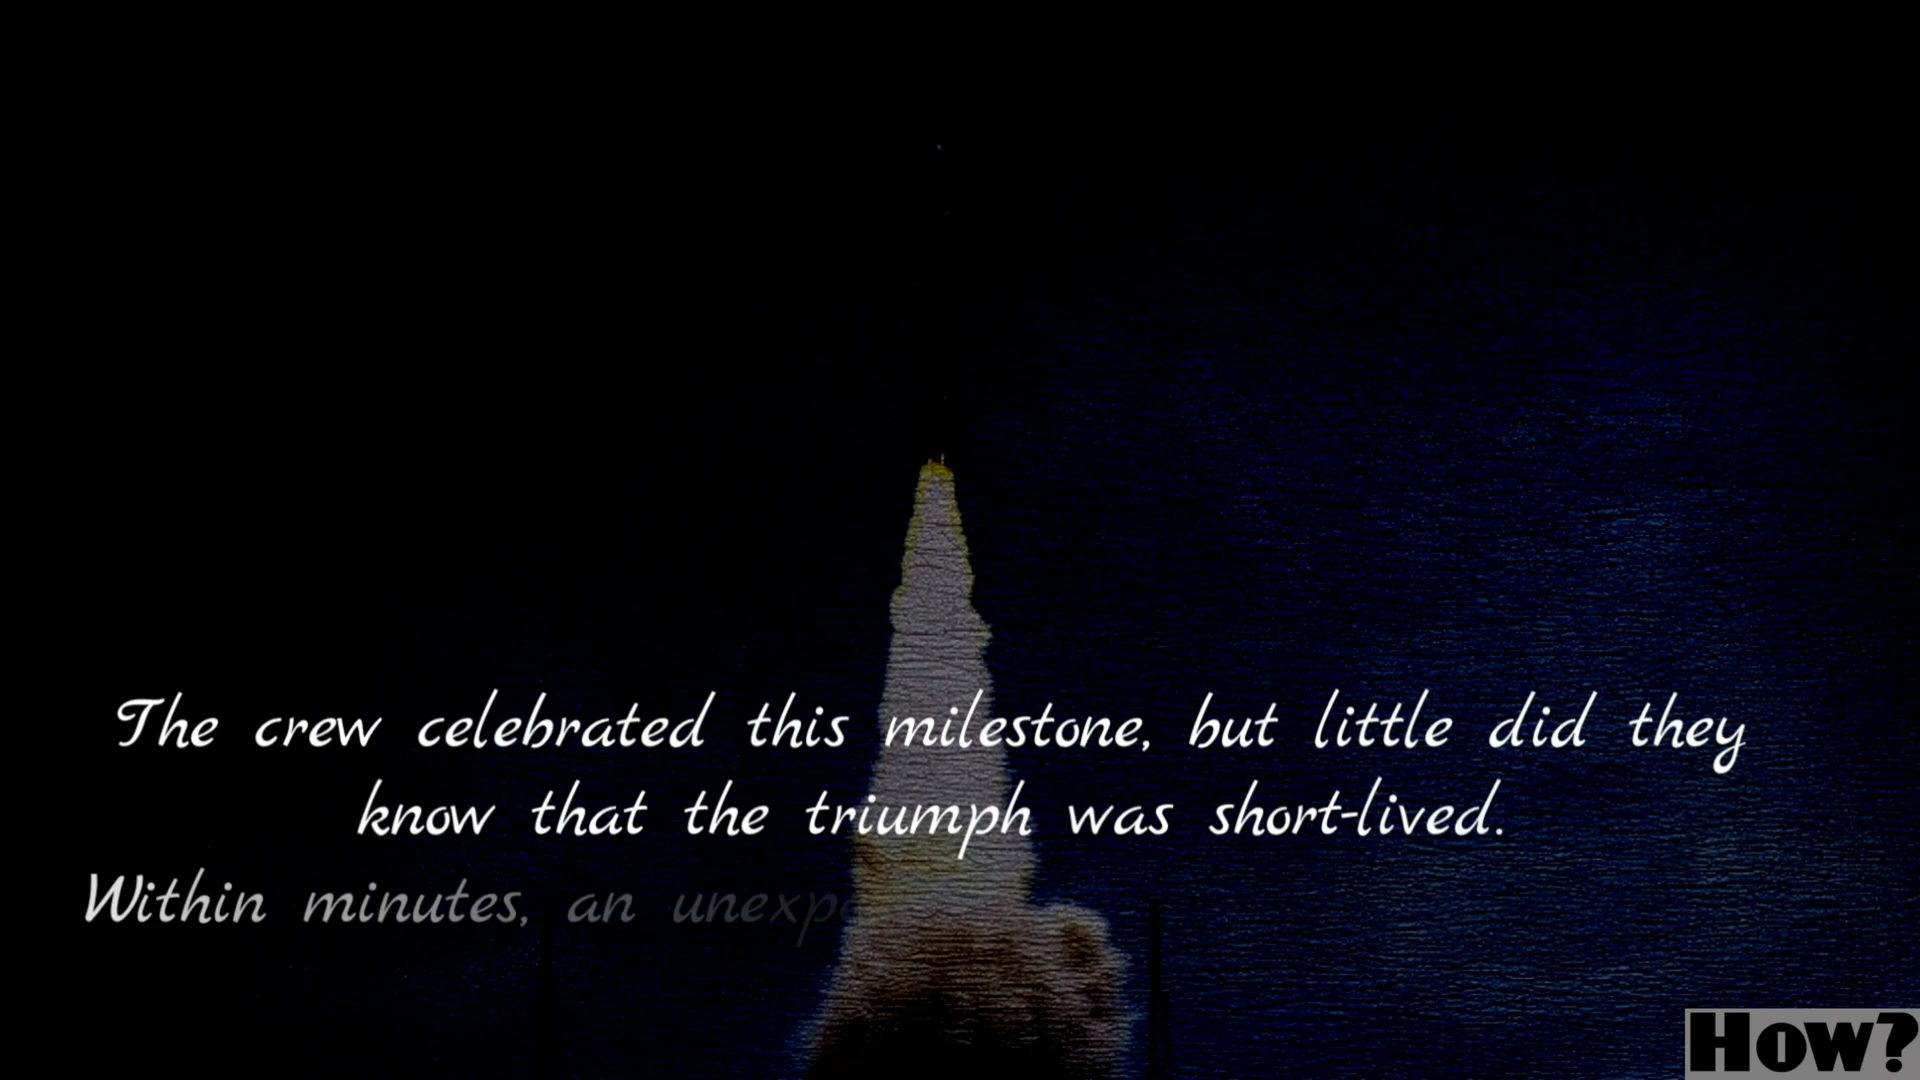 The crew celebrated this milestone, but little did they
know that the triumph was short-lived.
Within minutes, an
How?